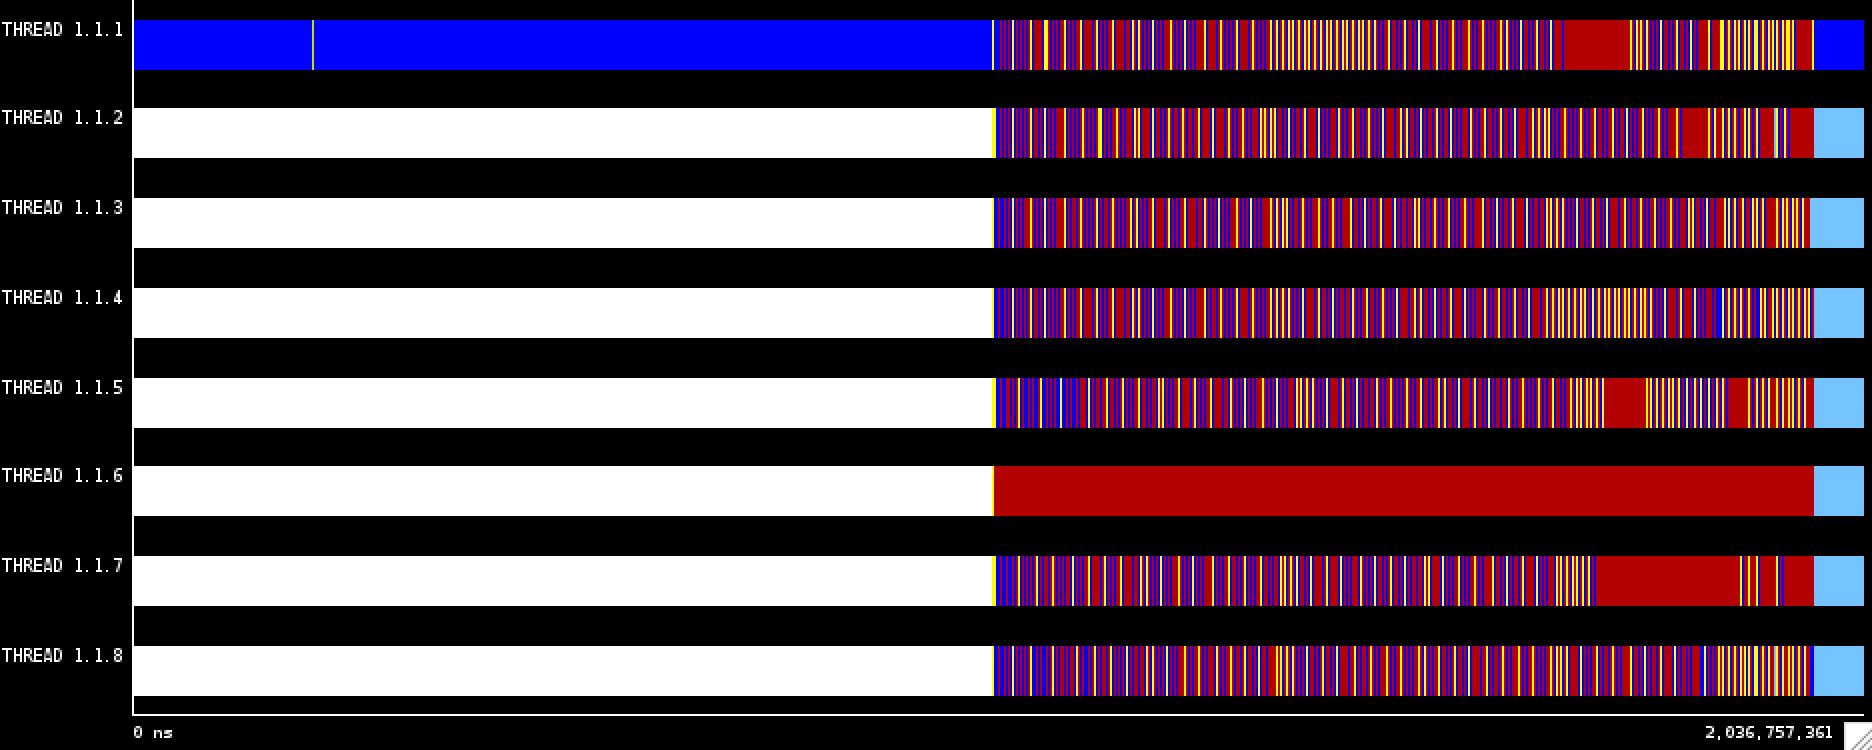 THREAD 1.1.1
THREAD 1.1.2
THREAD 1.1.3
THREAD 1.1.4
THREAD 1.1.5
THREAD 1.1.6
THREAD 1.1.7
THREAD 1.1.8
0 ns 2,036,757,361